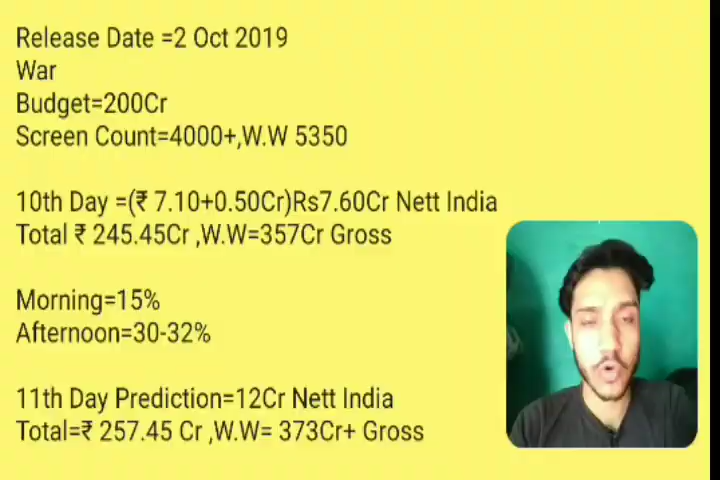 Release Date =2 Oct 2019
War
Budget=200Cr
Screen Count=4000+,W.W 5350
10th Day =(₹ 7.10+0.50Cr)Rs7.60Cr Nett India
Total ₹ 245.45Cr ,W.W=357Cr Gross
Morning=15%
Afternoon=30-32%
11th Day Prediction=12Cr Nett India
Total=₹ 257.45 Cr ,W.W= 373Cr+ Gross